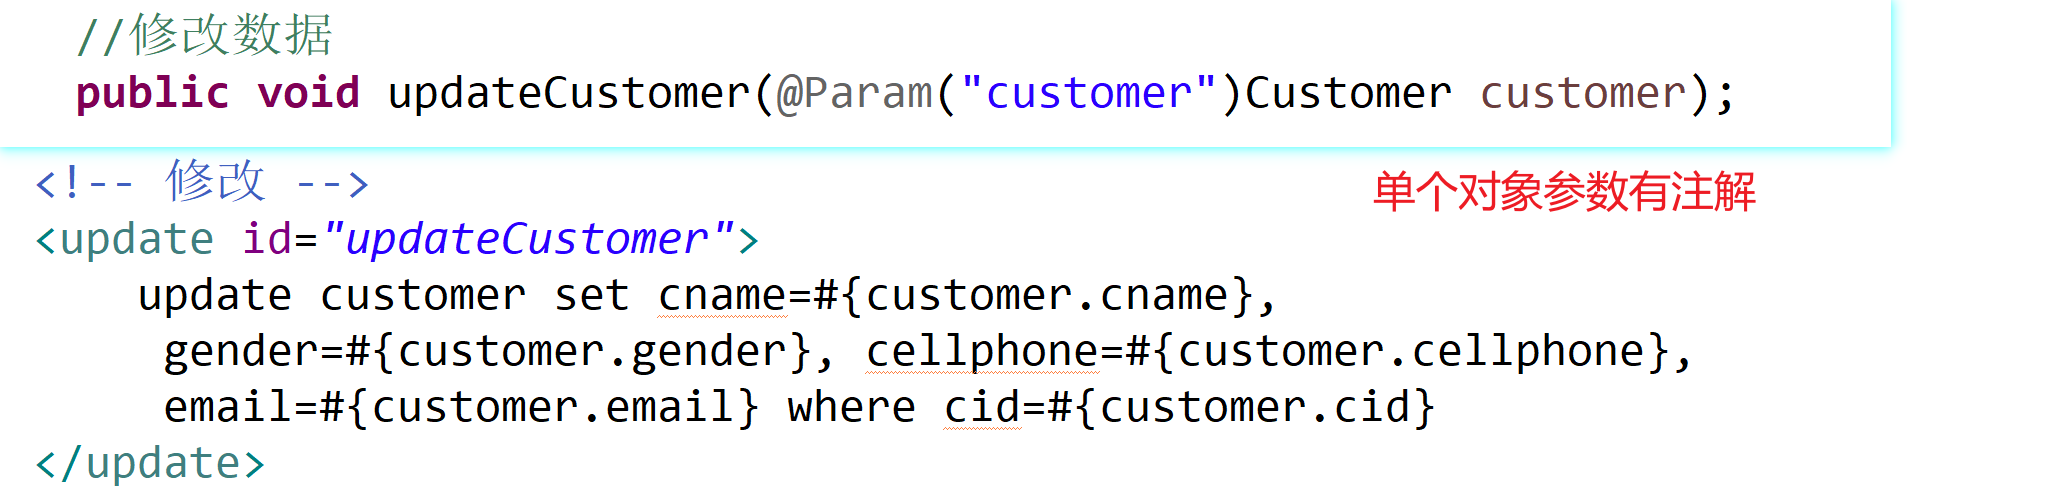 //修改数据
public void updateCustomer(@Param("customer")Customer customer);
<!-- 修改 -->
单个对象参数有注解
<update id="updateCustomer">
update customer set cname=#{customer.cname},
gender=#{customer.gender}, cellphone=#{customer.cellphone},
email=#{customer.email} where cid=#{customer.cid}
</update>